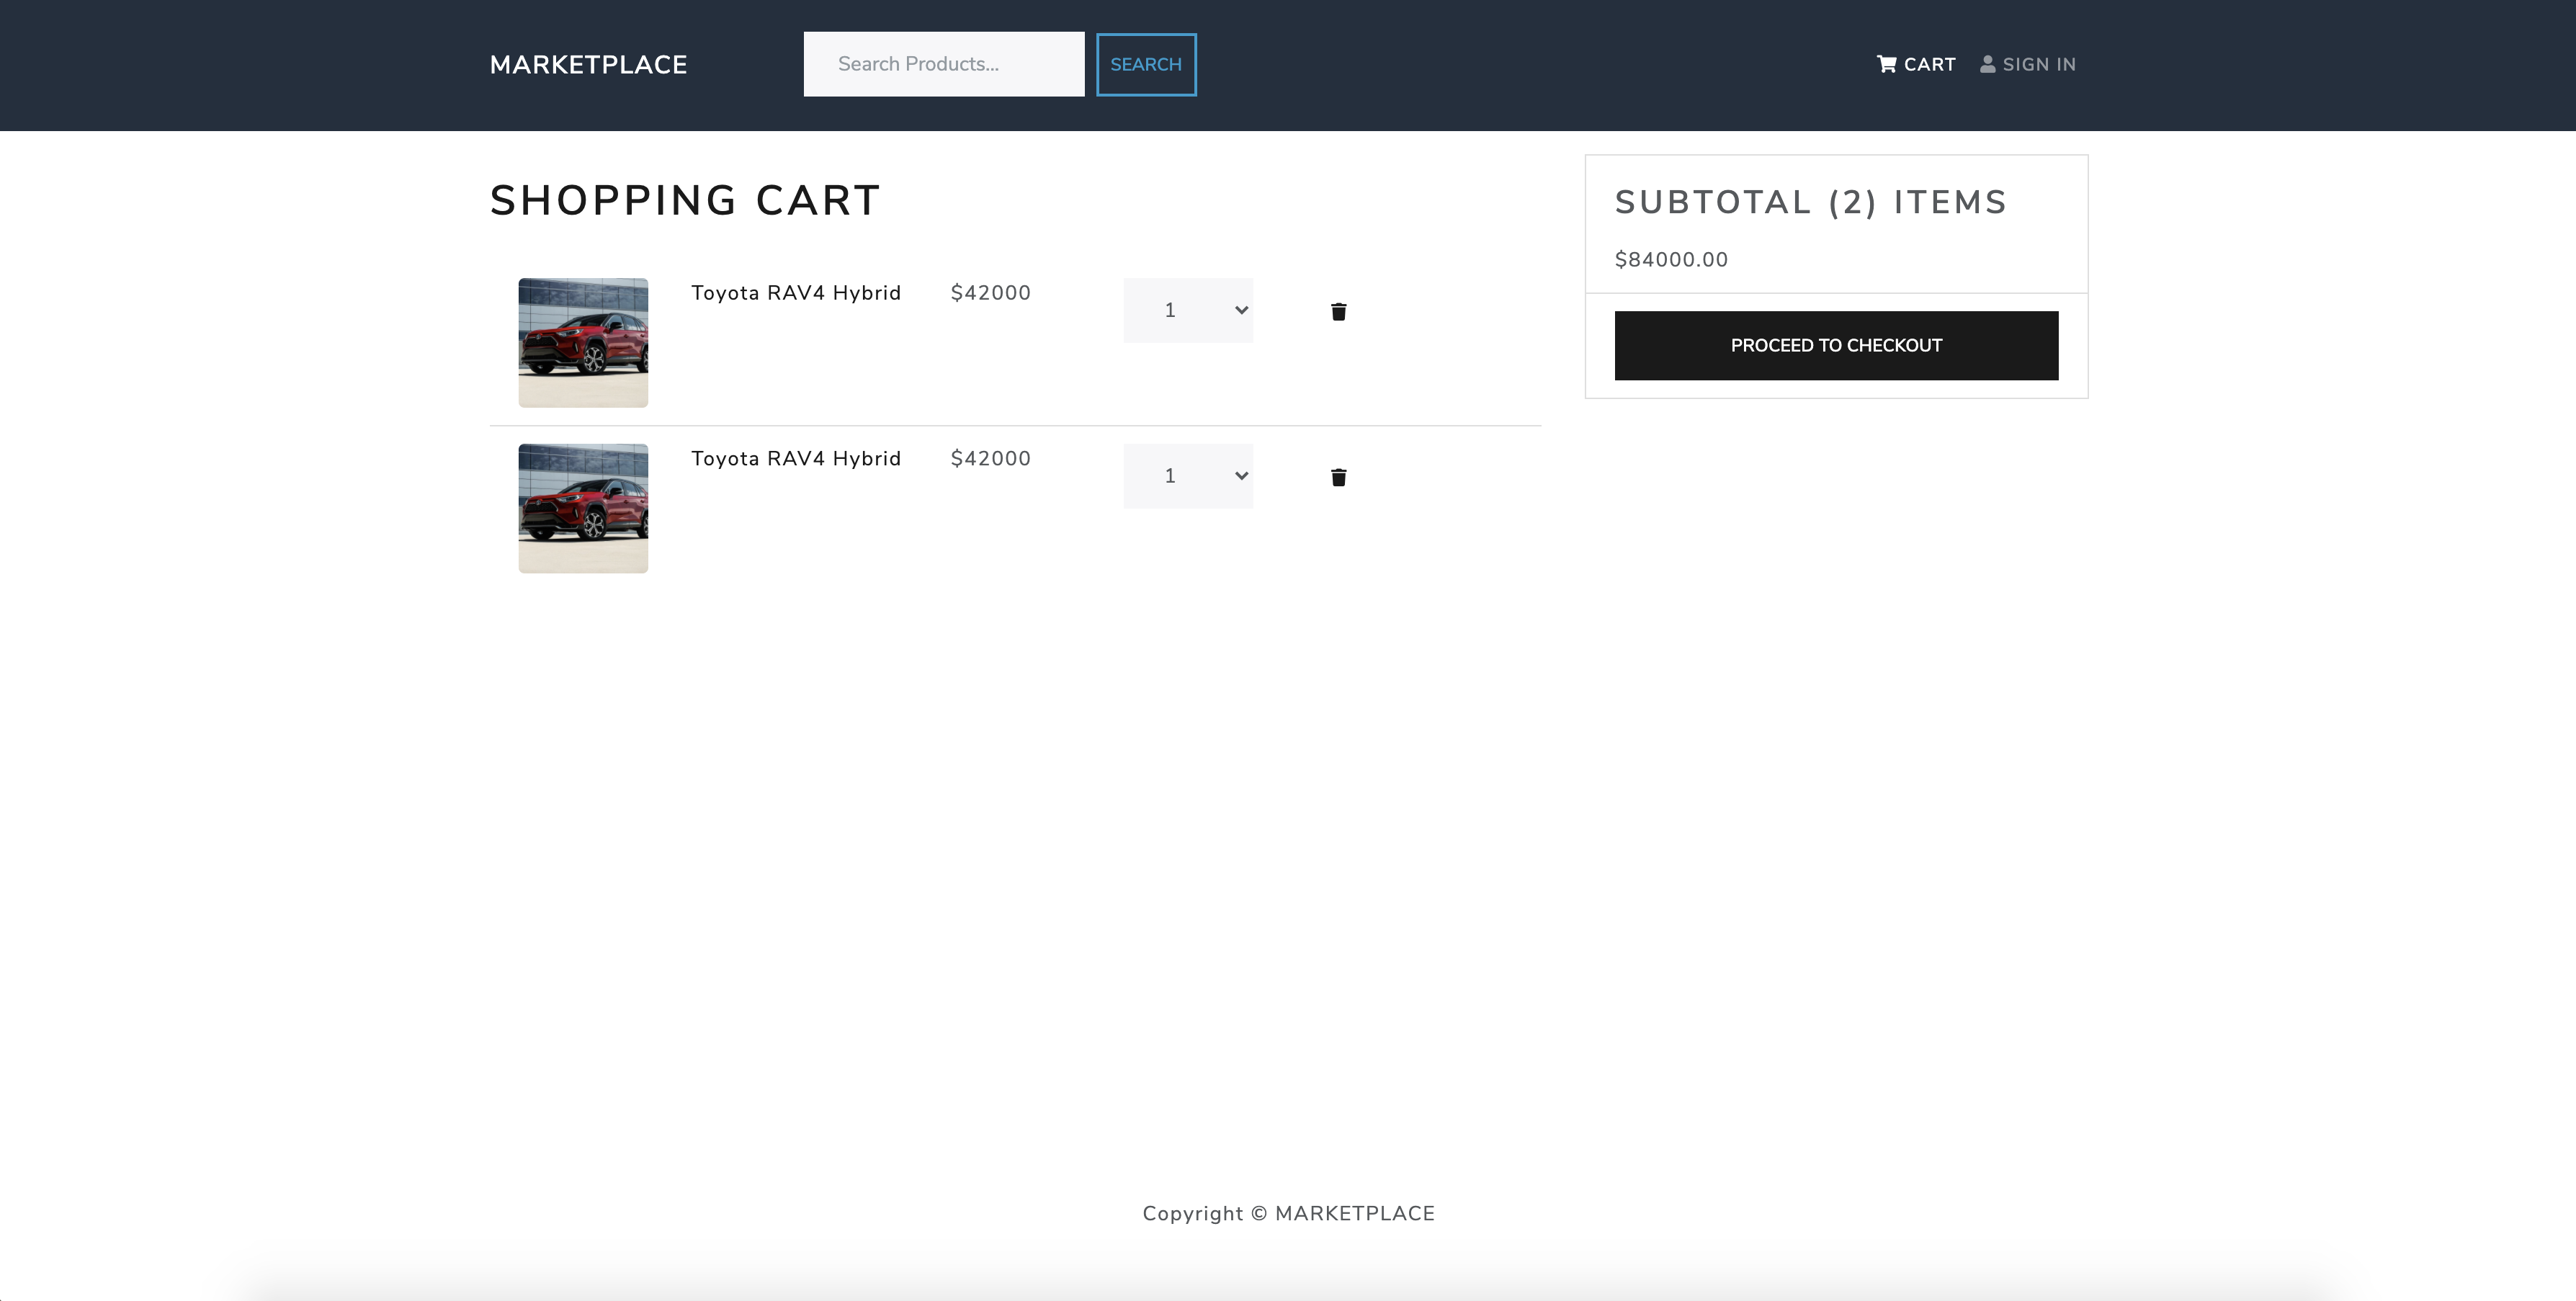 MARKETPLACE
Search Products...
SEARCH
CART
SIGN IN
SHOPPING CART
Toyota RAV4 Hybrid $42000 1
Toyota RAV4 Hybrid $42000 1
SUBTOTAL (2) ITEMS
$84000.00
PROCEED TO CHECKOUT
Copyright © MARKETPLACE